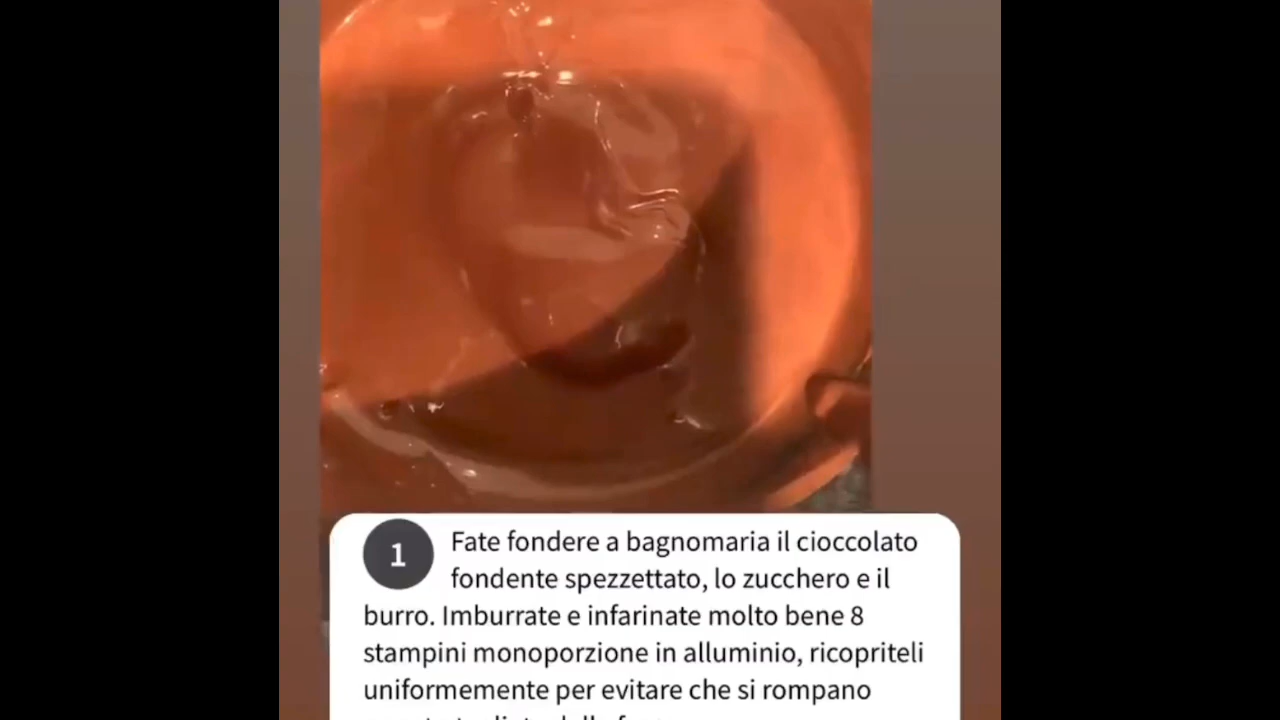 1
Fate fondere a bagnomaria il cioccolato
fondente spezzettato, lo zucchero e il
burro. Imburrate e infarinate molto bene 8
stampini monoporzione in alluminio, ricopriteli
uniformemente per evitare che si rompano